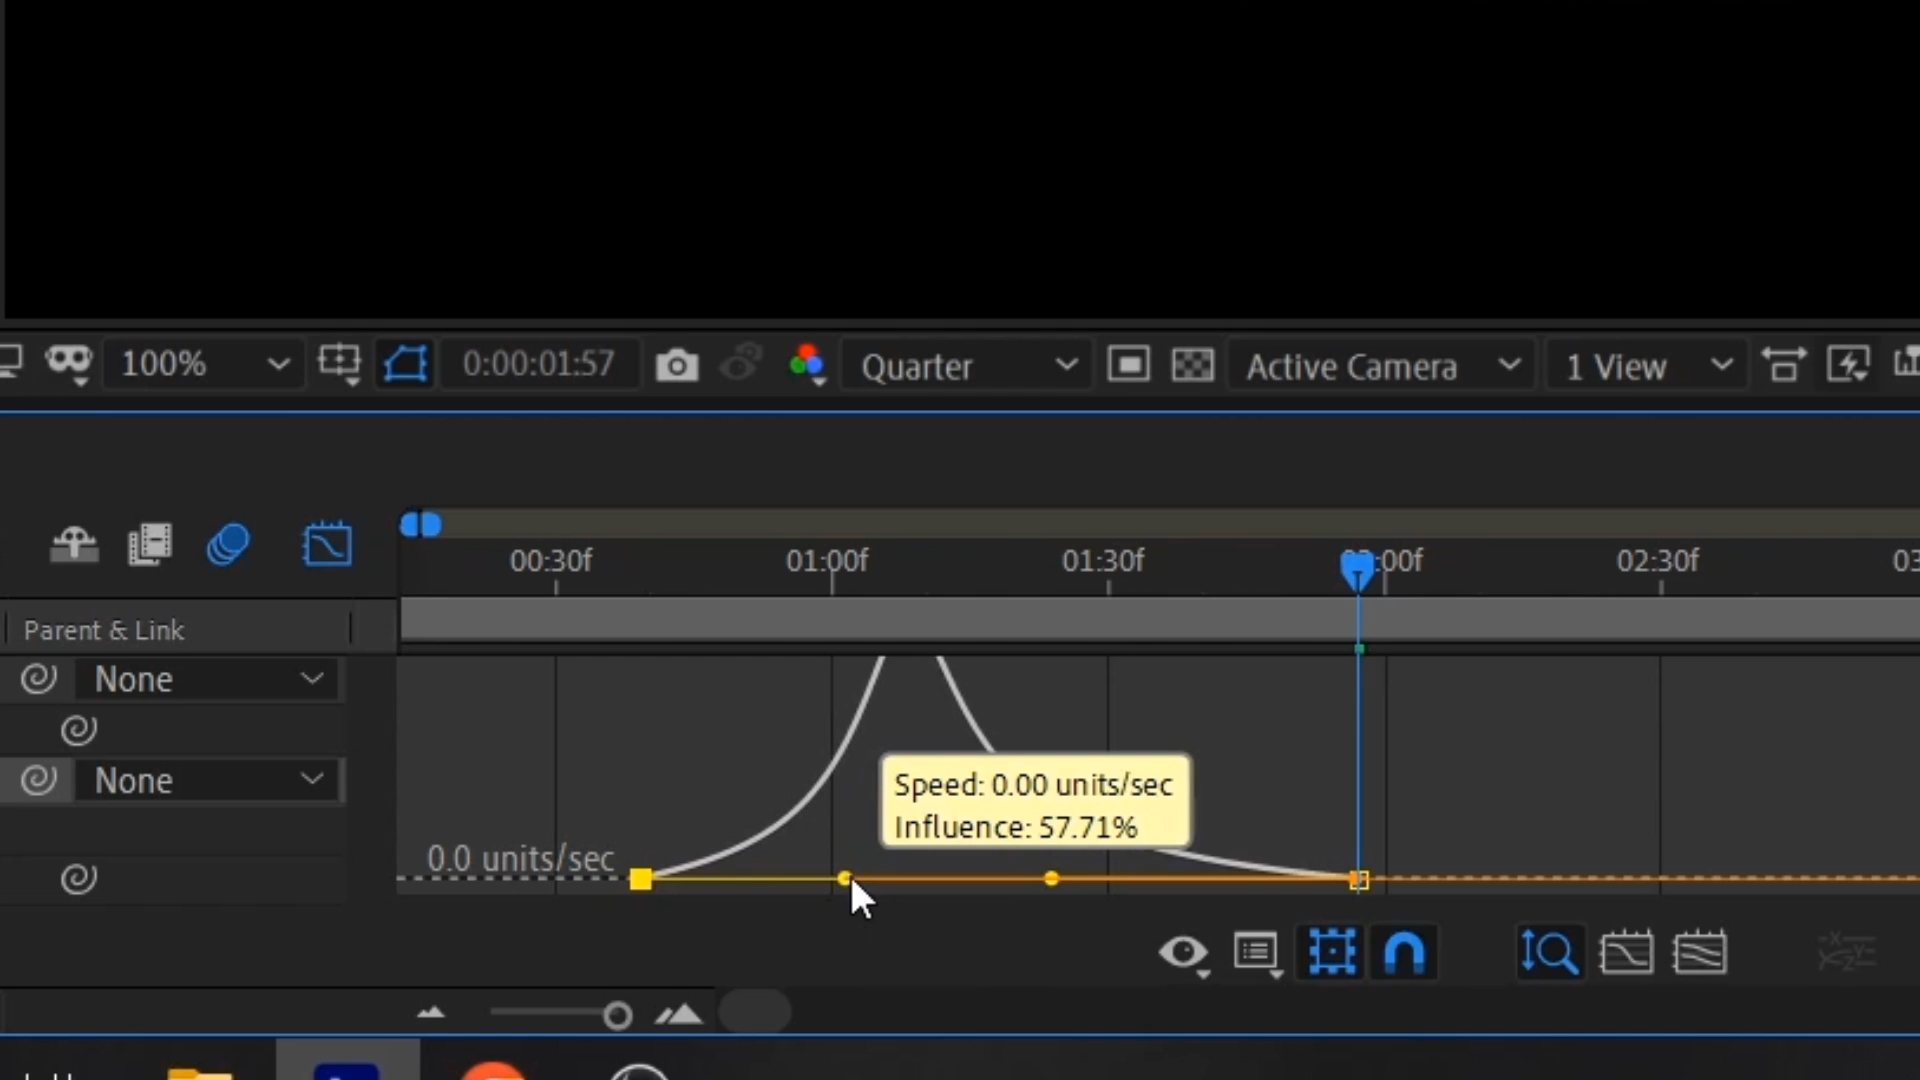 100%
0:00:01:57
Quarter
Active Camera
1 View
00:30f
01:00f
01:30f
:00f
02:30f
03
Parent & Link
None
None
Speed: 0.00 units/sec
Influence: 57.71%
0.0 units/sec